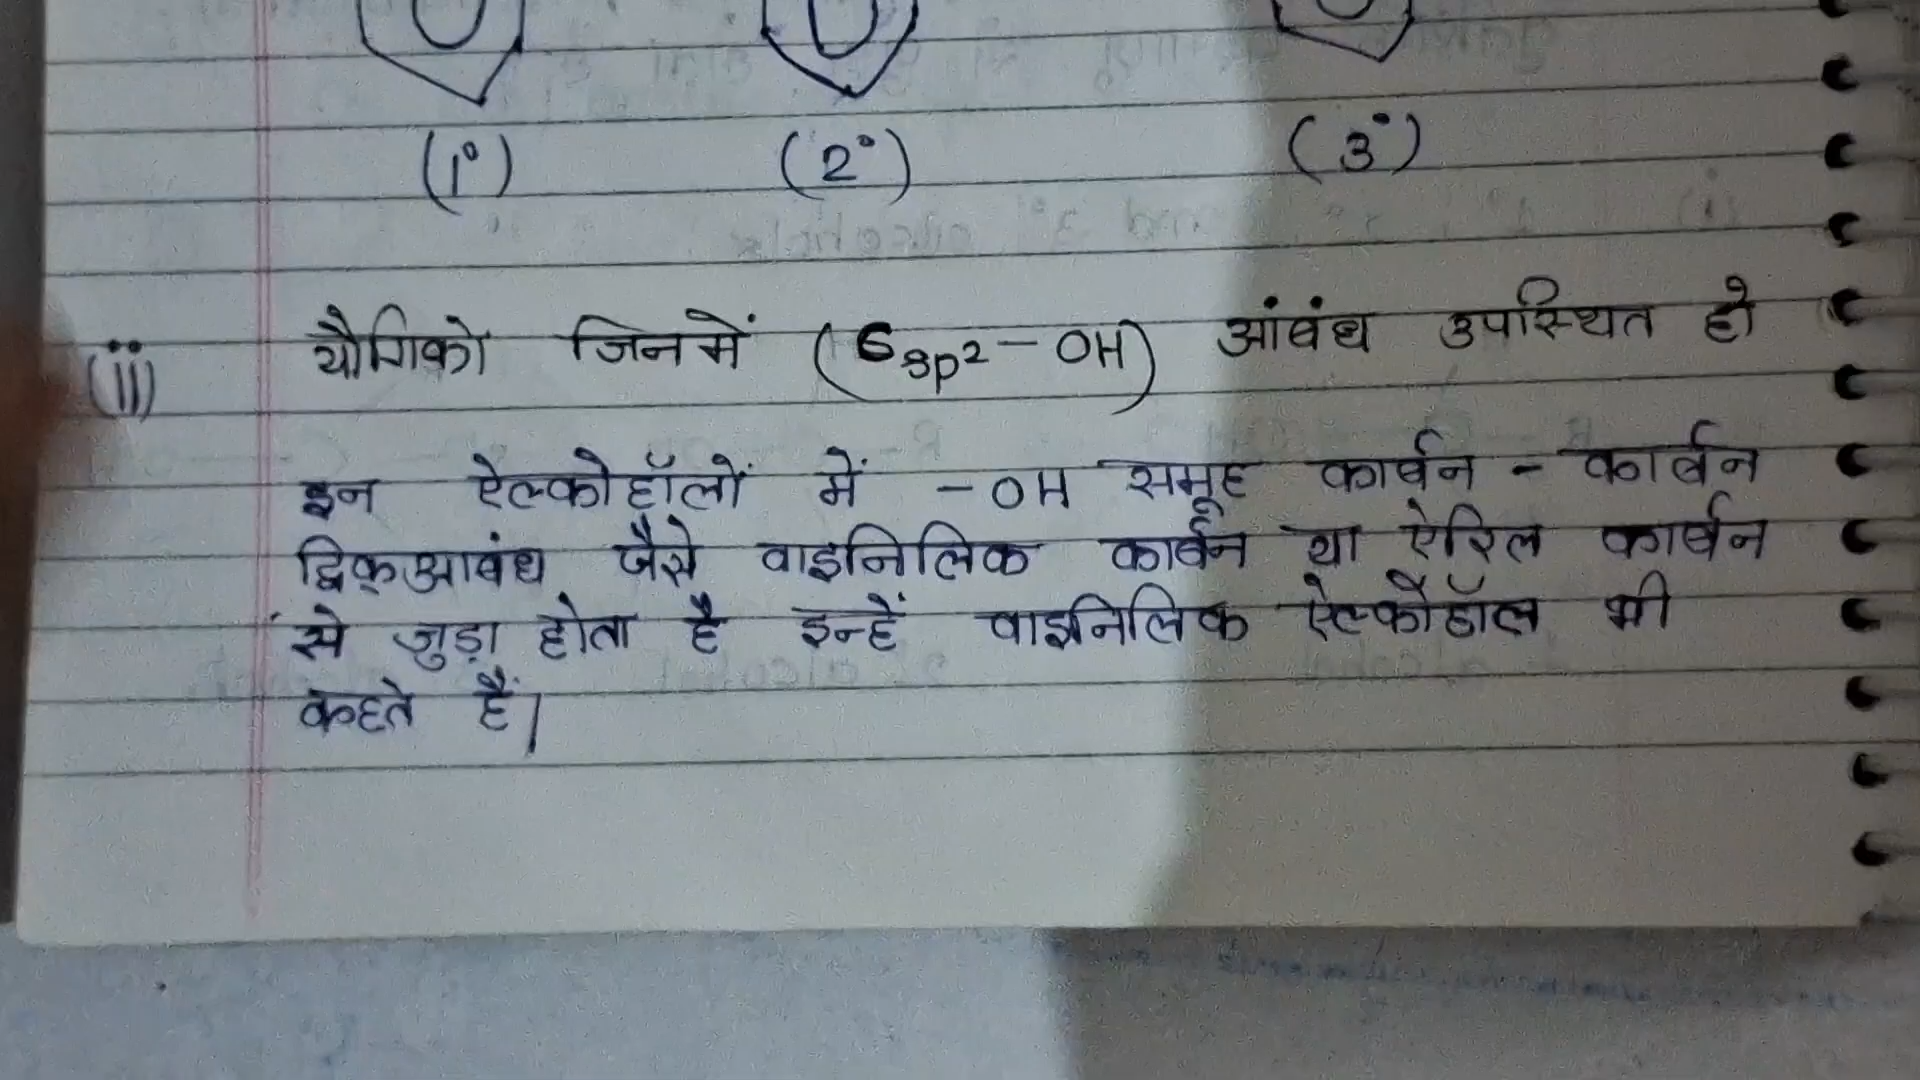 (1°) (2°) (3°)
(ii) यौगिको जिनमें (Csp2 – OH) आंबंध उपस्थित हो
इन ऐल्कोहॉलों में –OH समूह कार्बन – कार्बन
द्विक्आबंध जैसे वाइनिलिक कार्बन या ऐरिल कार्बन
से जुड़ा होता है इन्हें वाइनिलिक ऐल्कोहॉल भी
कहते हैं|